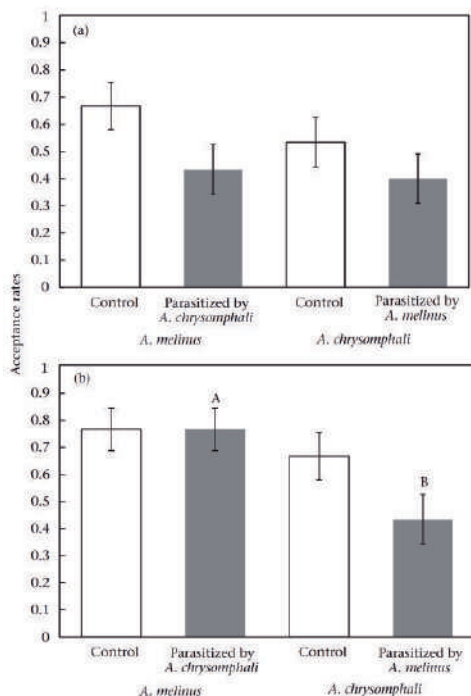 (a)
1
0.9
0.8
0.7
0.6
0.5
0.4
0.3
0.2
0.1
0
Control
Parasitized by
A. chrysomphali
Control
Parasitized by
A. melinus
A. melinus
A. chrysomphali
Acceptance rates
(b)
1
0.9
0.8
0.7
0.6
0.5
0.4
0.3
0.2
0.1
0
A
B
Control
Parasitized by
A. chrysomphali
Control
Parasitized by
A. melinus
A. melinus
A. chrysomphali